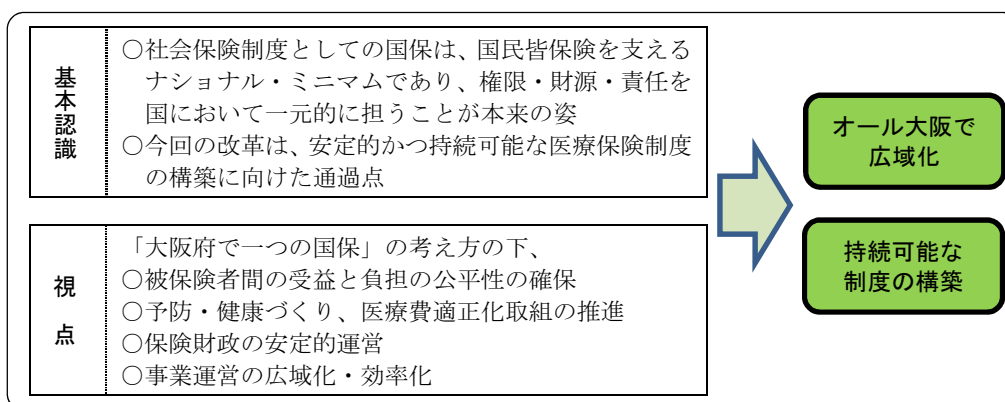 基本認識
○社会保険制度としての国保は、国民皆保険を支える
ナショナル・ミニマムであり、権限・財源・責任を
国において一元的に担うことが本来の姿
○今回の改革は、安定的かつ持続可能な医療保険制度
の構築に向けた通過点
視点
「大阪府で一つの国保」の考え方の下、
○被保険者間の受益と負担の公平性の確保
○予防・健康づくり、医療費適正化取組の推進
○保険財政の安定的運営
○事業運営の広域化・効率化
オール大阪で
広域化
持続可能な
制度の構築